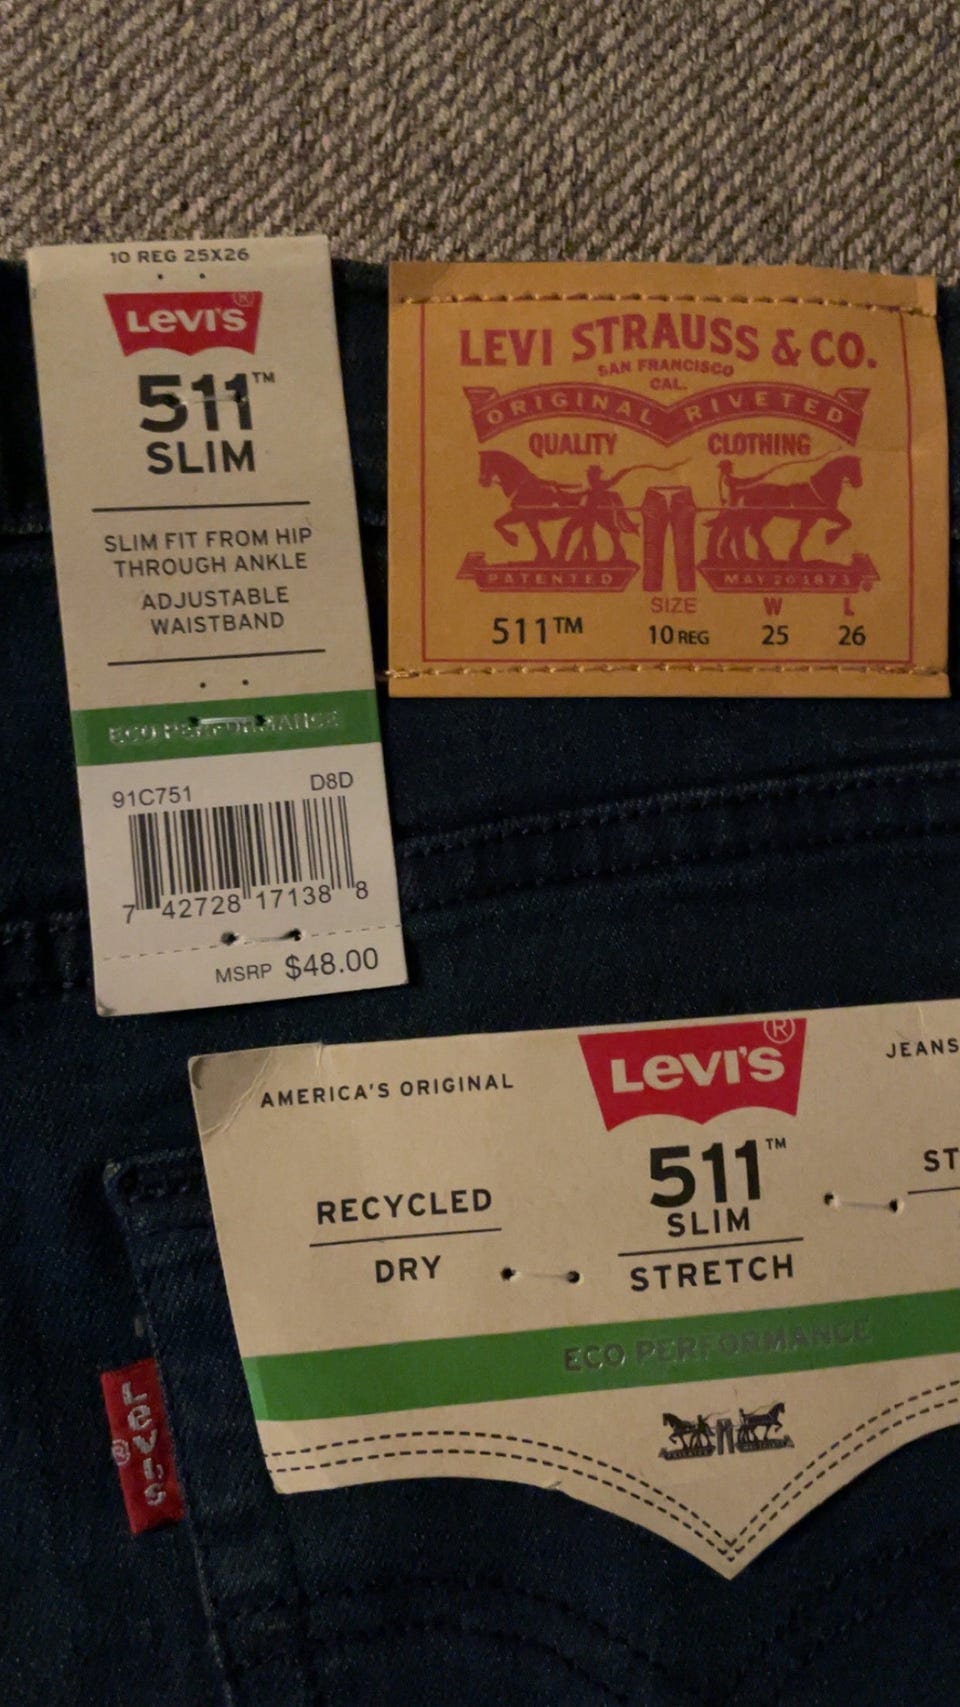 10 REG 25X26
LEVI'S®
511™
SLIM
SLIM FIT FROM HIP
THROUGH ANKLE
ADJUSTABLE
WAISTBAND
ECO PERFORMANCE
91C751 D8D
7 42728 17138 8
MSRP $48.00
LEVI STRAUSS & CO.
SAN FRANCISCO
CAL.
ORIGINAL RIVETED
QUALITY CLOTHING
PATENTED MAY 20 1873
SIZE W L
511™ 10 REG 25 26
AMERICA'S ORIGINAL
LEVI'S®
JEANS
511™
SLIM
STRETCH
RECYCLED
DRY
ST
ECO PERFORMANCE
Levi's®